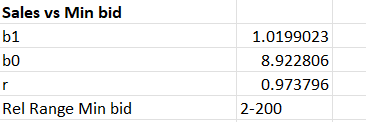 Sales vs Min bid
b1 1.0199023
b0 8.922806
r 0.973796
Rel Range Min bid 2-200